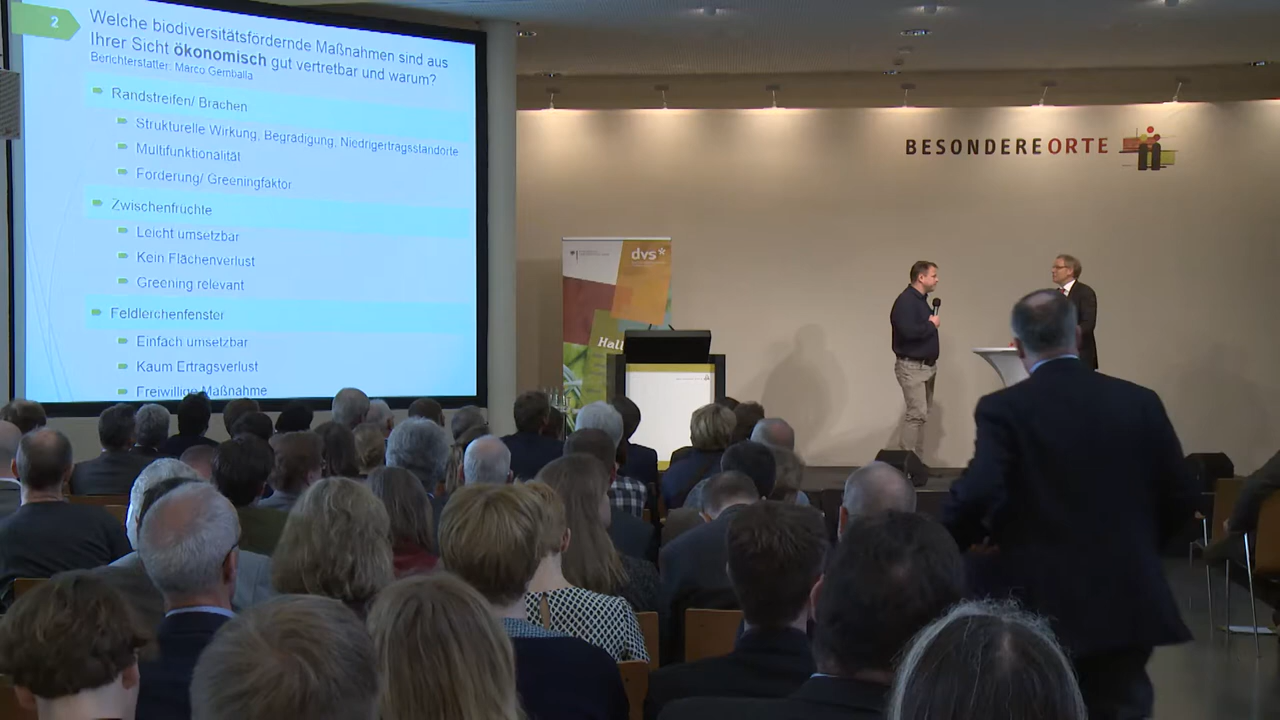 2
Welche biodiversitätsfördernde Maßnahmen sind aus
Ihrer Sicht ökonomisch gut vertretbar und warum?
Berichterstatter: Marco Gemballa
Randstreifen/ Brachen
Strukturelle Wirkung, Begradigung, Niedrigertragsstandorte
Multifunktionalität
Förderung/ Greeningfaktor
Zwischenfrüchte
Leicht umsetzbar
Kein Flächenverlust
Greening relevant
Feldlerchenfenster
Einfach umsetzbar
Kaum Ertragsverlust
Freiwillige Maßnahme
BESONDEREORTE
dvs*
Hall